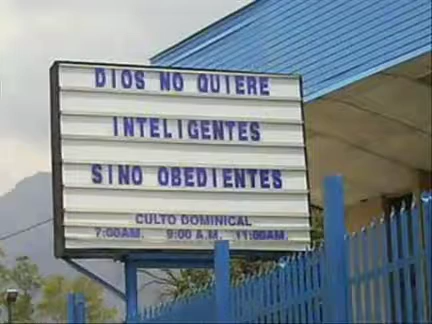 DIOS NO QUIERE
INTELIGENTES
SINO OBEDIENTES
CULTO DOMINICAL
7:00AM. 9:00 A.M. 11:00AM.